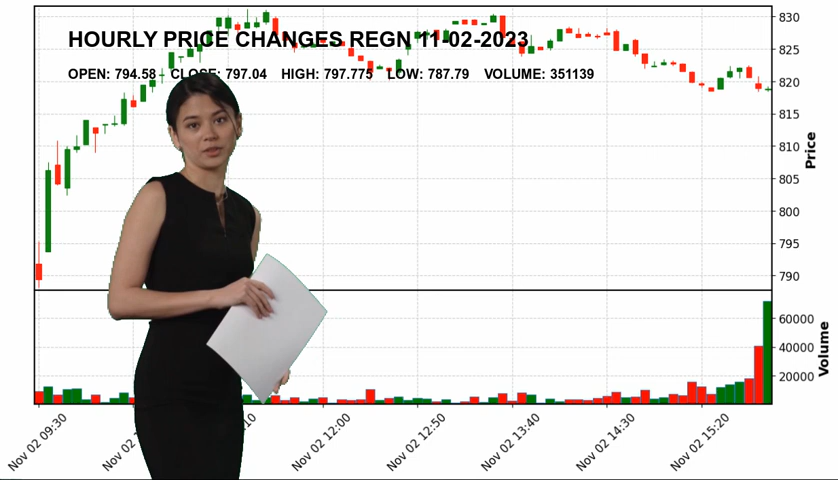 HOURLY PRICE CHANGES REGN 11-02-2023
OPEN: 794.58 CLOSE: 797.04 HIGH: 797.775 LOW: 787.79 VOLUME: 351139
830
825
820
815
810
805
800
795
790
Price
60000
40000
20000
Volume
Nov 02 09:30
Nov 02 12:00
Nov 02 12:50
Nov 02 13:40
Nov 02 14:30
Nov 02 15:20